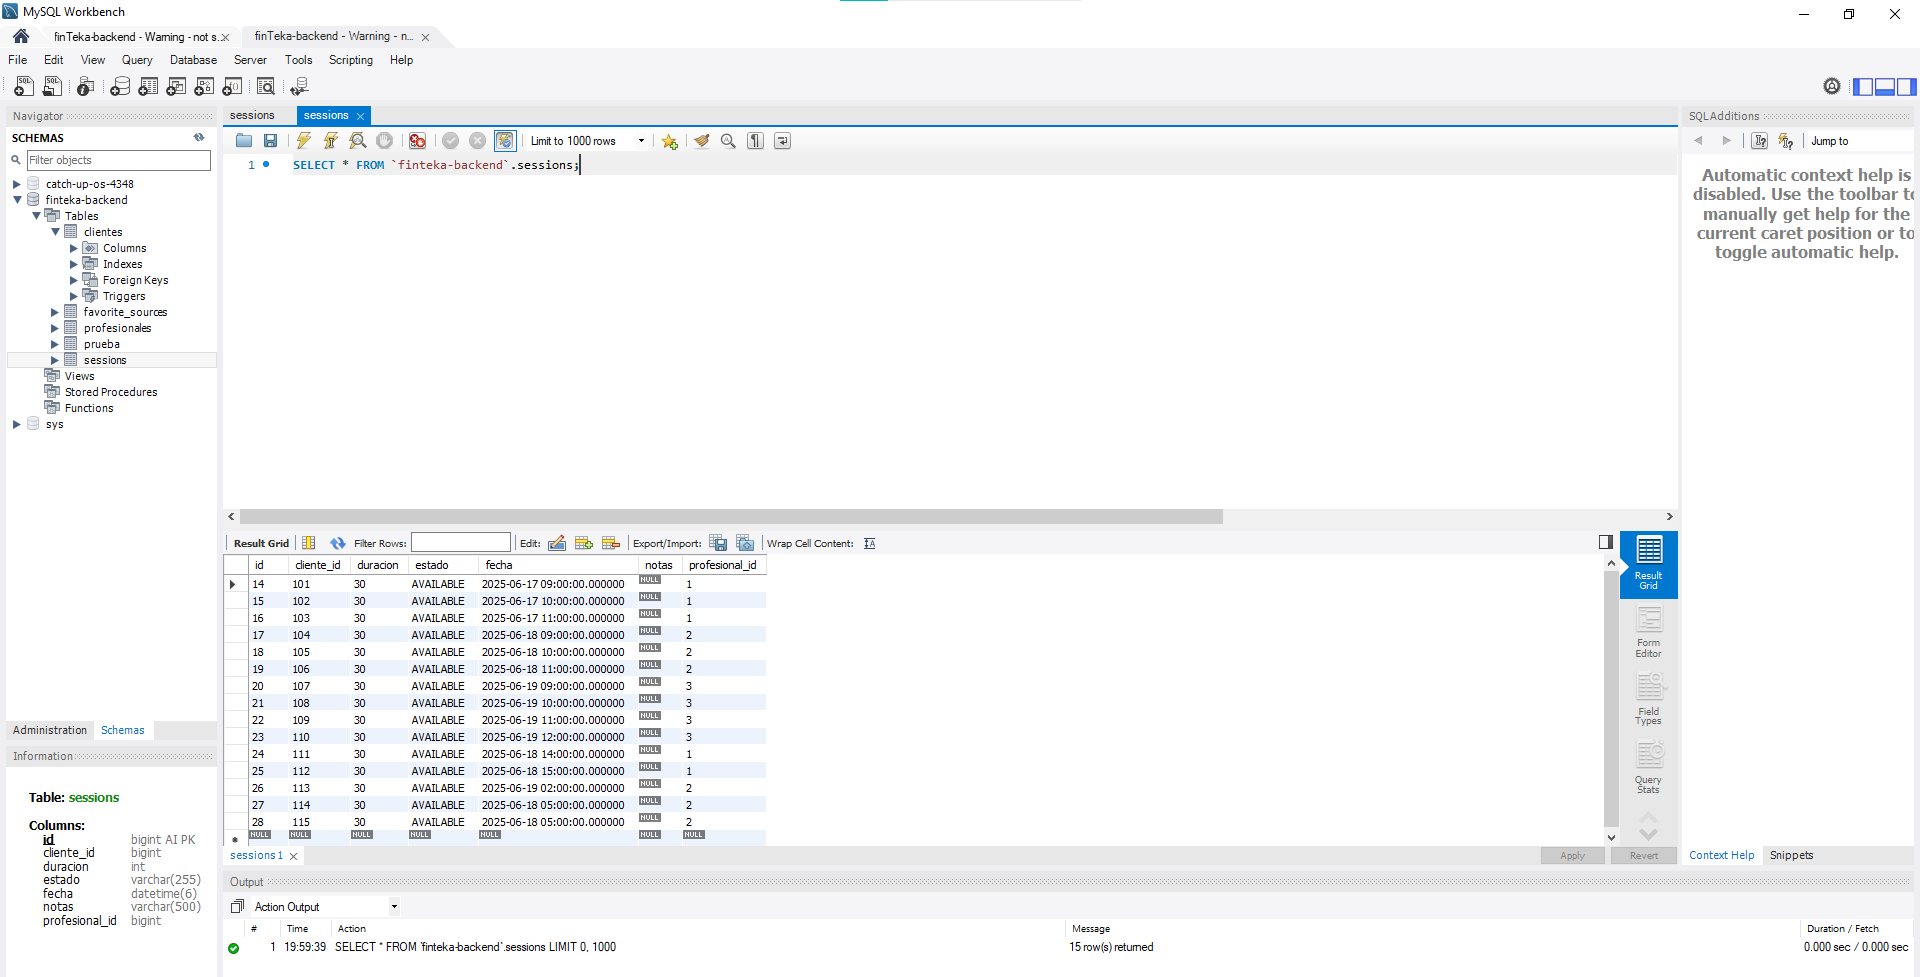 MySQL Workbench
finTeka-backend - Warning - not s...
finTeka-backend - Warning - n...
File Edit View Query Database Server Tools Scripting Help
Navigator
SCHEMAS
Filter objects
catch-up-os-4348
finteka-backend
Tables
clientes
Columns
Indexes
Foreign Keys
Triggers
favorite_sources
profesionales
prueba
sessions
Views
Stored Procedures
Functions
sys
Administration Schemas
Information
Table: sessions
Columns:
id bigint AI PK
cliente_id bigint
duracion int
estado varchar(255)
fecha datetime(6)
notas varchar(500)
profesional_id bigint
sessions sessions
Limit to 1000 rows
1 SELECT * FROM `finteka-backend`.sessions;
Result Grid Filter Rows: Edit: Export/Import: Wrap Cell Content:
id cliente_id duracion estado fecha notas profesional_id
14 101 30 AVAILABLE 2025-06-17 09:00:00.000000 NULL 1
15 102 30 AVAILABLE 2025-06-17 10:00:00.000000 NULL 1
16 103 30 AVAILABLE 2025-06-17 11:00:00.000000 NULL 1
17 104 30 AVAILABLE 2025-06-18 09:00:00.000000 NULL 2
18 105 30 AVAILABLE 2025-06-18 10:00:00.000000 NULL 2
19 106 30 AVAILABLE 2025-06-18 11:00:00.000000 NULL 2
20 107 30 AVAILABLE 2025-06-19 09:00:00.000000 NULL 3
21 108 30 AVAILABLE 2025-06-19 10:00:00.000000 NULL 3
22 109 30 AVAILABLE 2025-06-19 11:00:00.000000 NULL 3
23 110 30 AVAILABLE 2025-06-19 12:00:00.000000 NULL 3
24 111 30 AVAILABLE 2025-06-18 14:00:00.000000 NULL 1
25 112 30 AVAILABLE 2025-06-18 15:00:00.000000 NULL 1
26 113 30 AVAILABLE 2025-06-19 02:00:00.000000 NULL 2
27 114 30 AVAILABLE 2025-06-18 05:00:00.000000 NULL 2
28 115 30 AVAILABLE 2025-06-18 05:00:00.000000 NULL 2
NULL NULL NULL NULL NULL NULL NULL
Result
Grid
Form
Editor
Field
Types
Query
Stats
sessions 1
Apply Revert
SQLAdditions
Jump to
Automatic context help is
disabled. Use the toolbar to
manually get help for the
current caret position or to
toggle automatic help.
Context Help Snippets
Output
Action Output
# Time Action Message Duration / Fetch
1 19:59:39 SELECT * FROM `finteka-backend`.sessions LIMIT 0, 1000 15 row(s) returned 0.000 sec / 0.000 sec